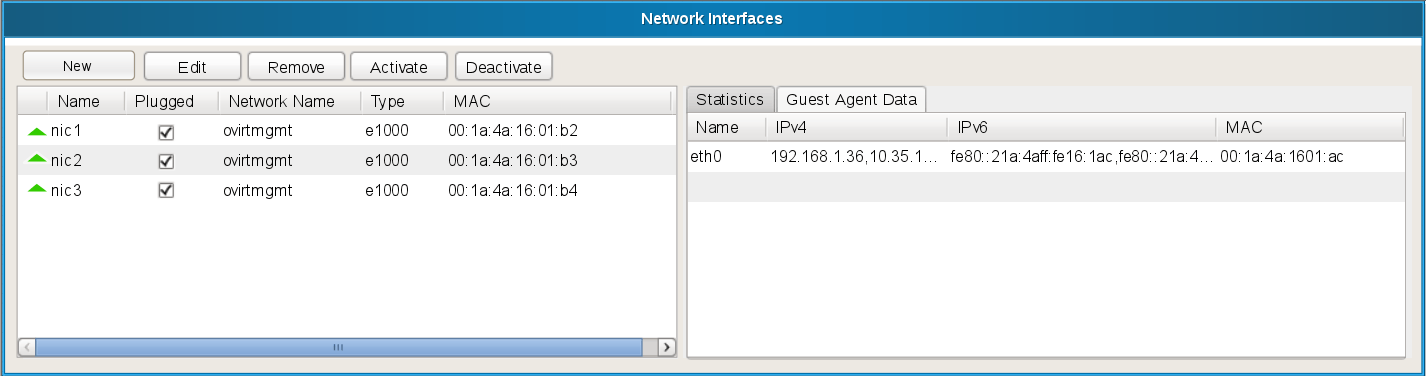 Network Interfaces
New Edit Remove Activate Deactivate
Name Plugged Network Name Type MAC
nic1 ovirtmgmt e1000 00:1a:4a:16:01:b2
nic2 ovirtmgmt e1000 00:1a:4a:16:01:b3
nic3 ovirtmgmt e1000 00:1a:4a:16:01:b4
Statistics Guest Agent Data
Name IPv4 IPv6 MAC
eth0 192.168.1.36,10.35.1... fe80::21a:4aff:fe16:1ac,fe80::21a:4... 00:1a:4a:1601:ac